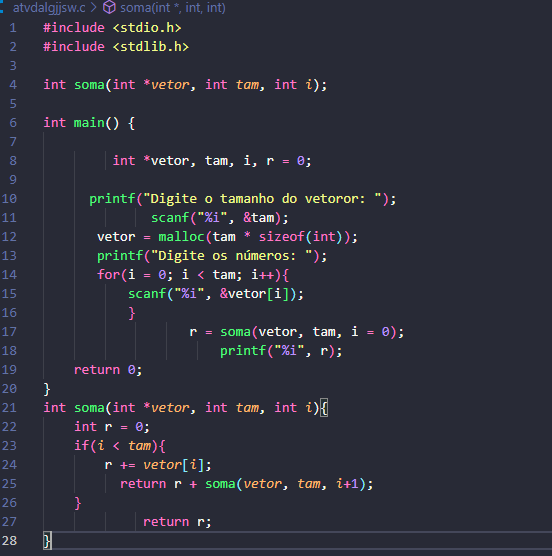 atvdalgjjsw.c > soma(int *, int, int)
1 #include <stdio.h>
2 #include <stdlib.h>
3
4 int soma(int *vetor, int tam, int i);
5
6 int main() {
7
8 int *vetor, tam, i, r = 0;
9
10 printf("Digite o tamanho do vetoror: ");
11 scanf("%i", &tam);
12 vetor = malloc(tam * sizeof(int));
13 printf("Digite os números: ");
14 for(i = 0; i < tam; i++){
15 scanf("%i", &vetor[i]);
16 }
17 r = soma(vetor, tam, i = 0);
18 printf("%i", r);
19 return 0;
20 }
21 int soma(int *vetor, int tam, int i){
22 int r = 0;
23 if(i < tam){
24 r += vetor[i];
25 return r + soma(vetor, tam, i+1);
26 }
27 return r;
28 }